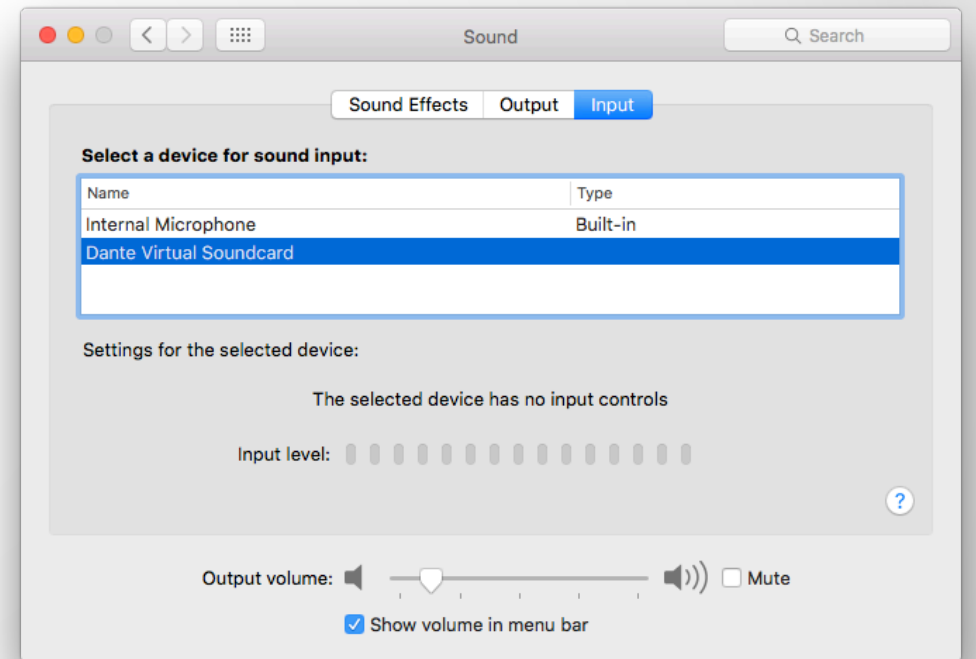 Sound
Search
Sound Effects Output Input
Select a device for sound input:
Name Type
Internal Microphone Built-in
Dante Virtual Soundcard
Settings for the selected device:
The selected device has no input controls
Input level:
?
Output volume: Mute
Show volume in menu bar